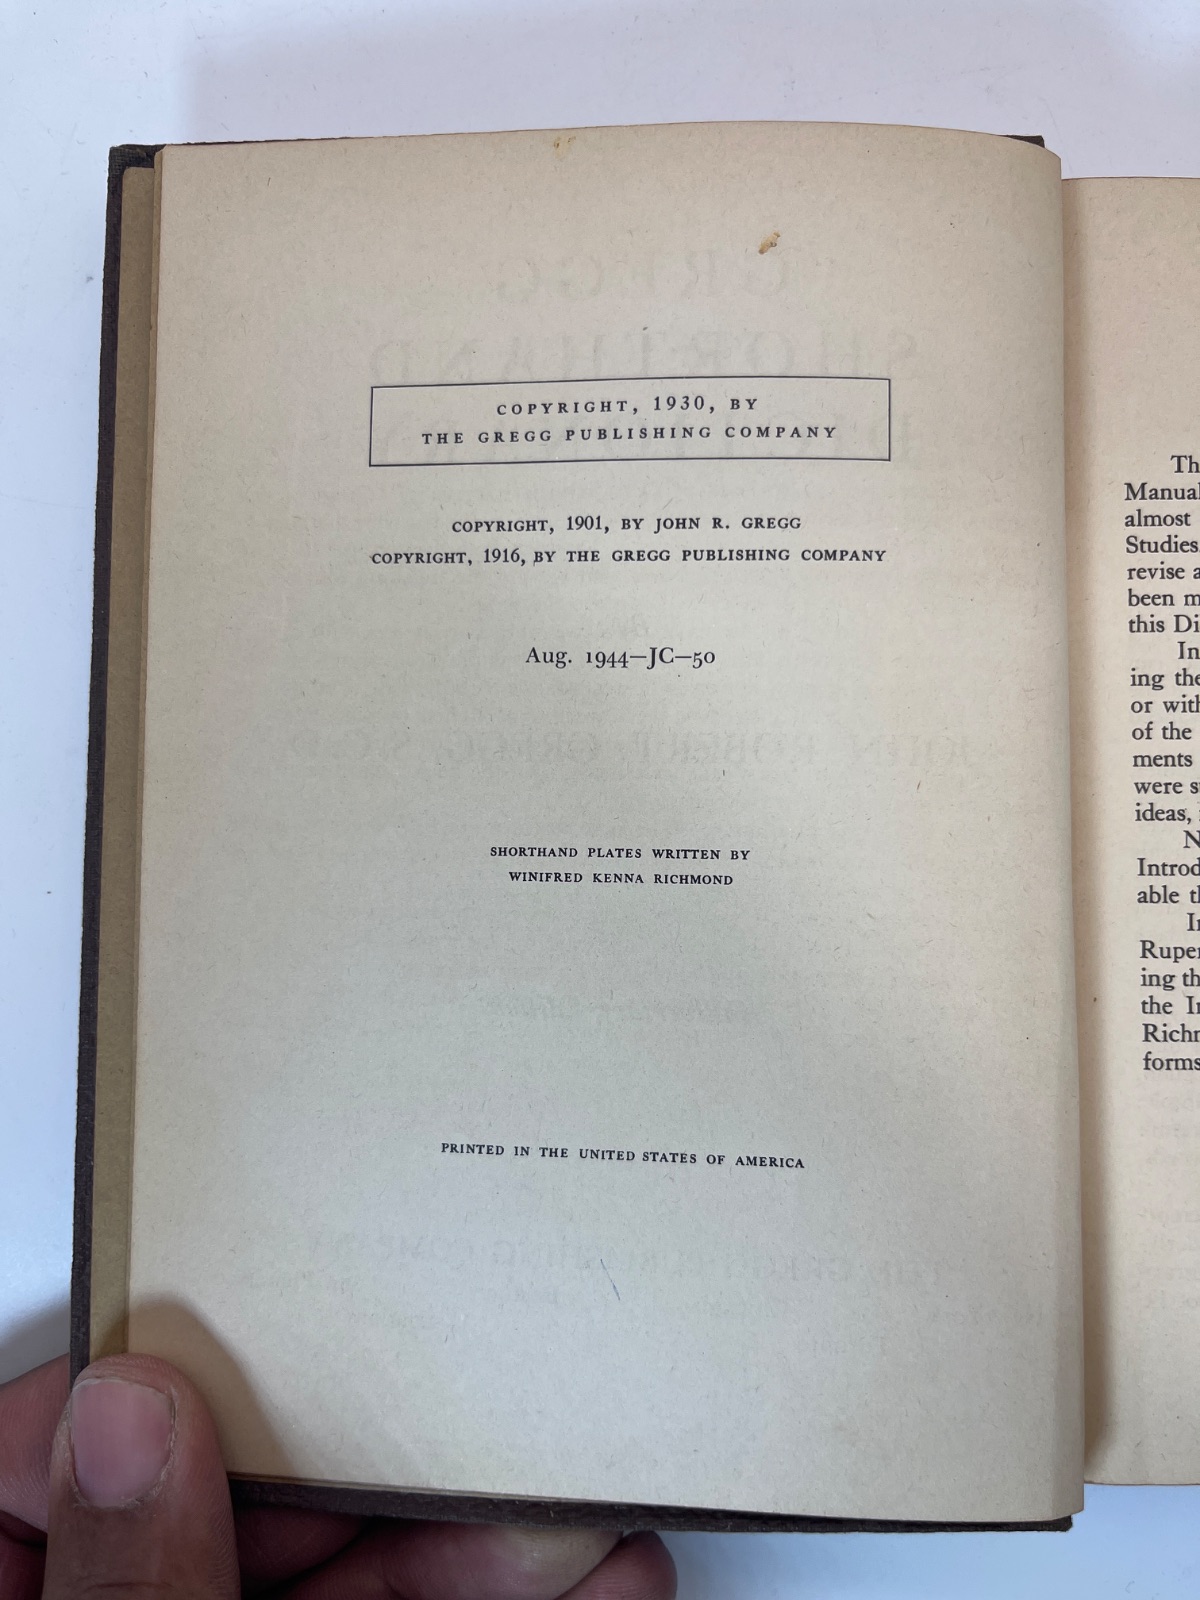 COPYRIGHT, 1930, BY
THE GREGG PUBLISHING COMPANY
COPYRIGHT, 1901, BY JOHN R. GREGG
COPYRIGHT, 1916, BY THE GREGG PUBLISHING COMPANY
Aug. 1944—JC—50
SHORTHAND PLATES WRITTEN BY
WINIFRED KENNA RICHMOND
PRINTED IN THE UNITED STATES OF AMERICA
Th
Manual
almost
Studies,
revise a
been m
this Di
In
ing the
or with
of the
ments
were s
ideas,
N
Introd
able t
I
Ruper
ing th
the I
Richm
forms